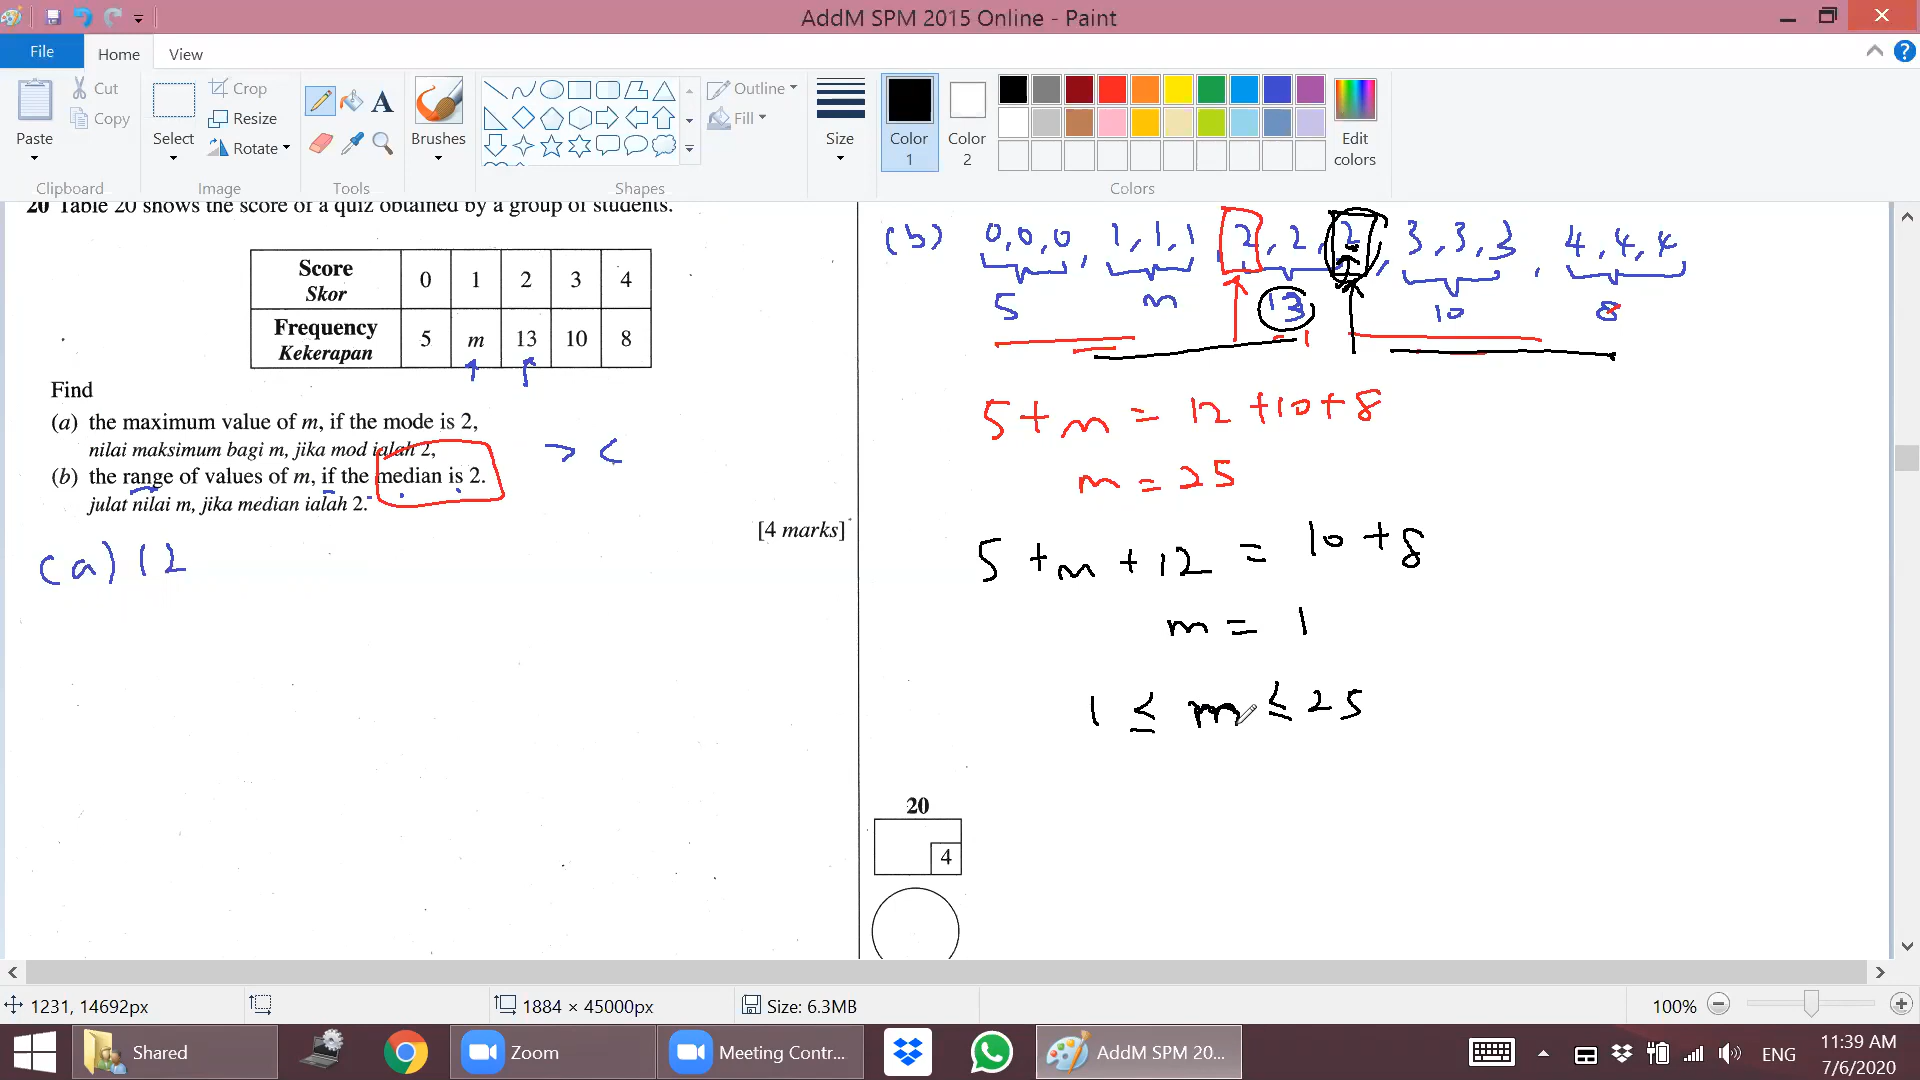 AddM SPM 2015 Online - Paint
File
Home
View
Paste
Cut
Copy
Clipboard
Select
Crop
Resize
Rotate
Image
Tools
Brushes
Shapes
Outline
Fill
Size
Color 1
Color 2
Colors
Edit colors
20 Table 20 shows the score of a quiz obtained by a group of students.
Score 0 1 2 3 4
Skor
Frequency 5 m 13 10 8
Kekerapan
Find
(a) the maximum value of m, if the mode is 2,
nilai maksimum bagi m, jika mod ialah 2,
(b) the range of values of m, if the median is 2.
julat nilai m, jika median ialah 2.
> <
[4 marks]
(a) 12
(b) 0,0,0, 1,1,1, 2,2,2, 3,3,3, 4,4,4
5 m 13 10 8
5 + m = 12 + 10 + 8
m = 25
5 + m + 12 = 10 + 8
m = 1
1 ≤ m ≤ 25
20
4
1231, 14692px
1884 × 45000px
Size: 6.3MB
100%
Shared
Zoom
Meeting Contr...
AddM SPM 20...
ENG
11:39 AM
7/6/2020